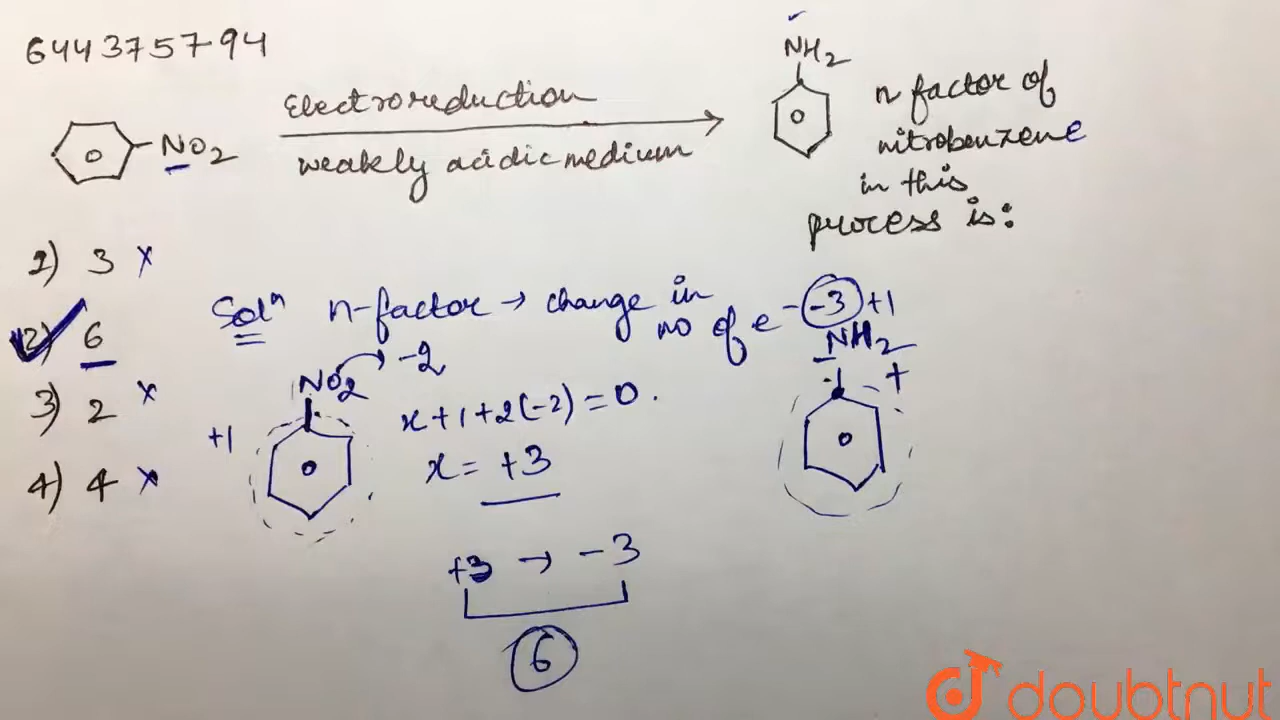 6443757-94
NO2
Electroreduction
weakly acidic medium
NH2
n factor of
nitrobenzene
in this
process is:
1) 3 x
2) 6
3) 2 x
4) 4 x
Solⁿ n-factor → change in
no of e⁻
-3 +1
NH2
+
NO2 → -2
+1
x+1+2(-2)=0.
x = +3
+3 → -3
6
doubtnut